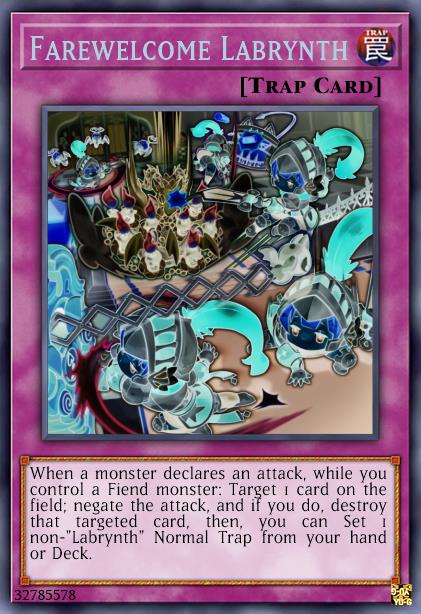 Farewelcome Labrynth
TRAP
罠
[Trap Card]
When a monster declares an attack, while you
control a Fiend monster: Target 1 card on the
field; negate the attack, and if you do, destroy
that targeted card, then, you can Set 1
non-"Labrynth" Normal Trap from your hand
or Deck.
32785578